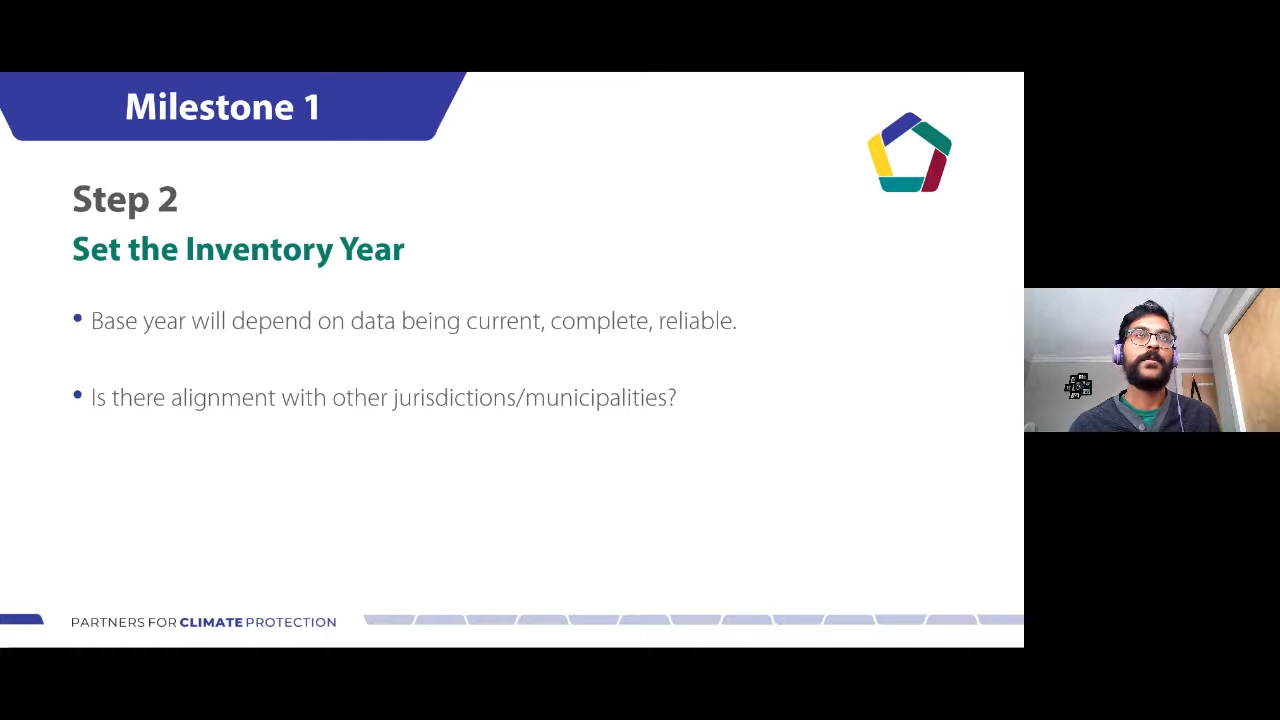 Milestone 1
Step 2
Set the Inventory Year
• Base year will depend on data being current, complete, reliable.
• Is there alignment with other jurisdictions/municipalities?
PARTNERS FOR CLIMATE PROTECTION